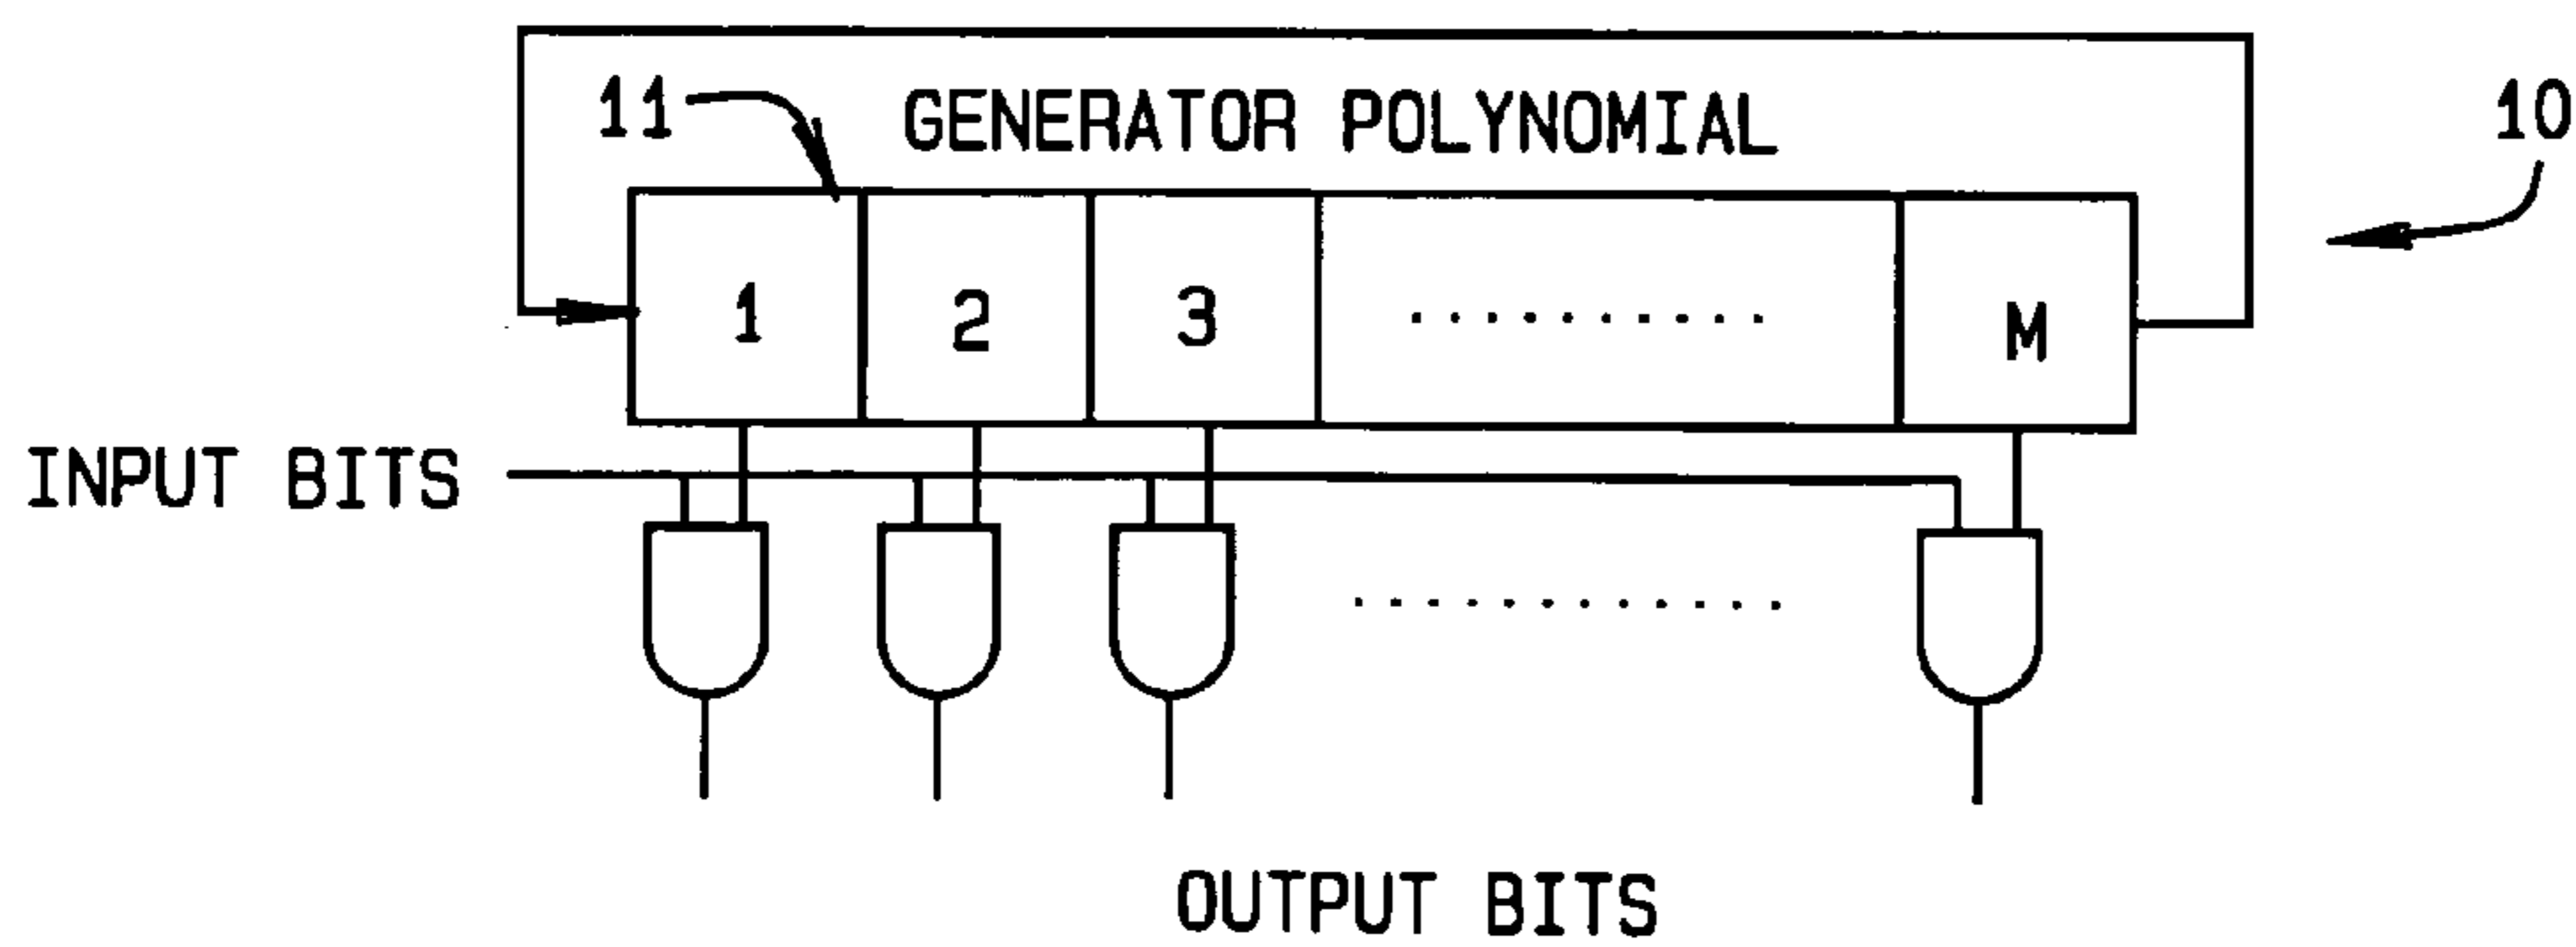 11
GENERATOR POLYNOMIAL
10
1 2 3 .......... M
INPUT BITS
............
OUTPUT BITS